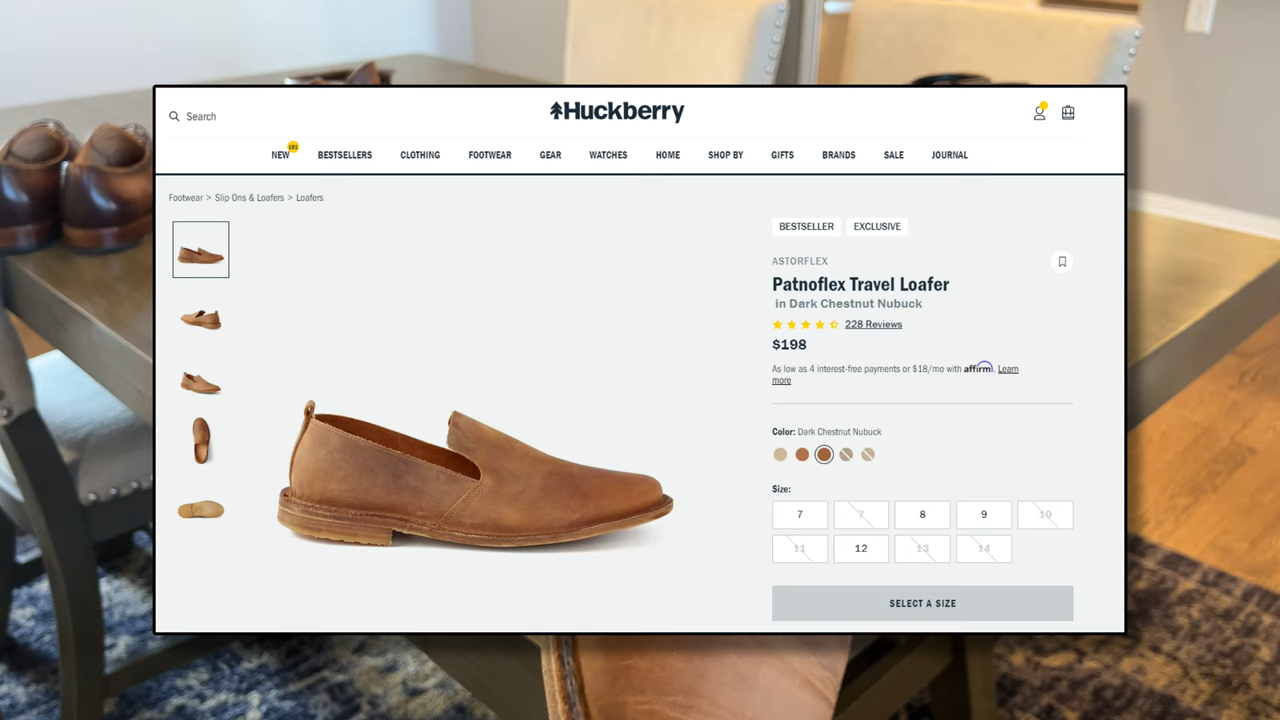 Search
Huckberry
NEW 191 BESTSELLERS CLOTHING FOOTWEAR GEAR WATCHES HOME SHOP BY GIFTS BRANDS SALE JOURNAL
Footwear > Slip Ons & Loafers > Loafers
BESTSELLER EXCLUSIVE
ASTORFLEX
Patnoflex Travel Loafer
in Dark Chestnut Nubuck
228 Reviews
$198
As low as 4 interest-free payments or $18/mo with affirm. Learn
more
Color: Dark Chestnut Nubuck
Size:
7 7 8 9 10
11 12 13 14
SELECT A SIZE